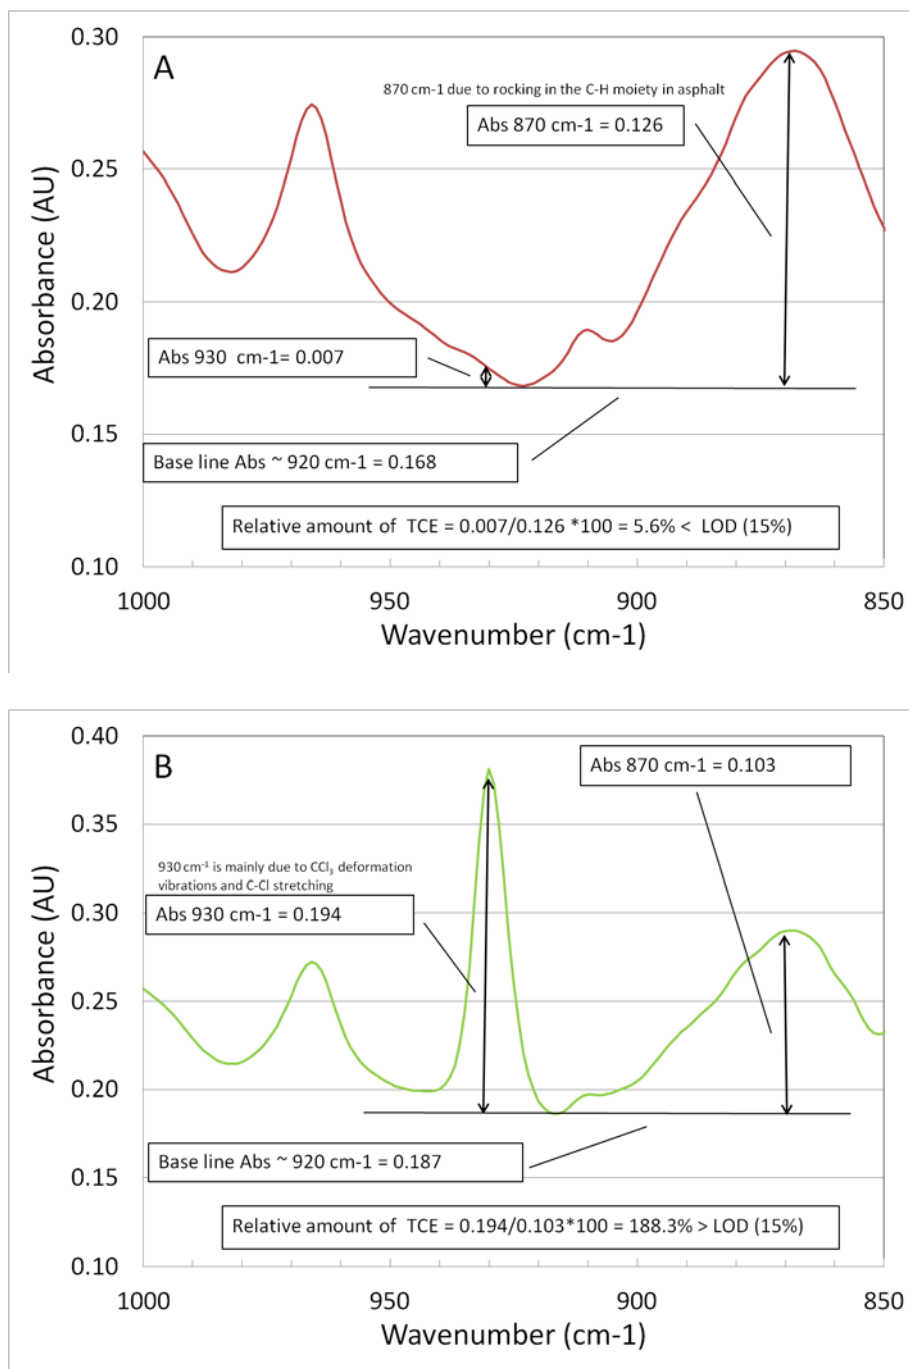 A
0.30
870 cm-1 due to rocking in the C-H moiety in asphalt
Abs 870 cm-1 = 0.126
0.25
Absorbance (AU)
0.20
Abs 930  cm-1= 0.007
0.15
Base line Abs ~ 920 cm-1 = 0.168
Relative amount of  TCE = 0.007/0.126 *100 = 5.6% <  LOD (15%)
0.10
1000
950
900
850
Wavenumber (cm-1)
0.40
B
Abs 870 cm-1 = 0.103
0.35
930 cm⁻¹ is mainly due to CCl₃ deformation
vibrations and C-Cl stretching
Abs 930 cm-1 = 0.194
0.30
Absorbance (AU)
0.25
0.20
Base line Abs ~ 920 cm-1 = 0.187
0.15
Relative amount of  TCE = 0.194/0.103*100 = 188.3% > LOD (15%)
0.10
1000
950
900
850
Wavenumber (cm-1)